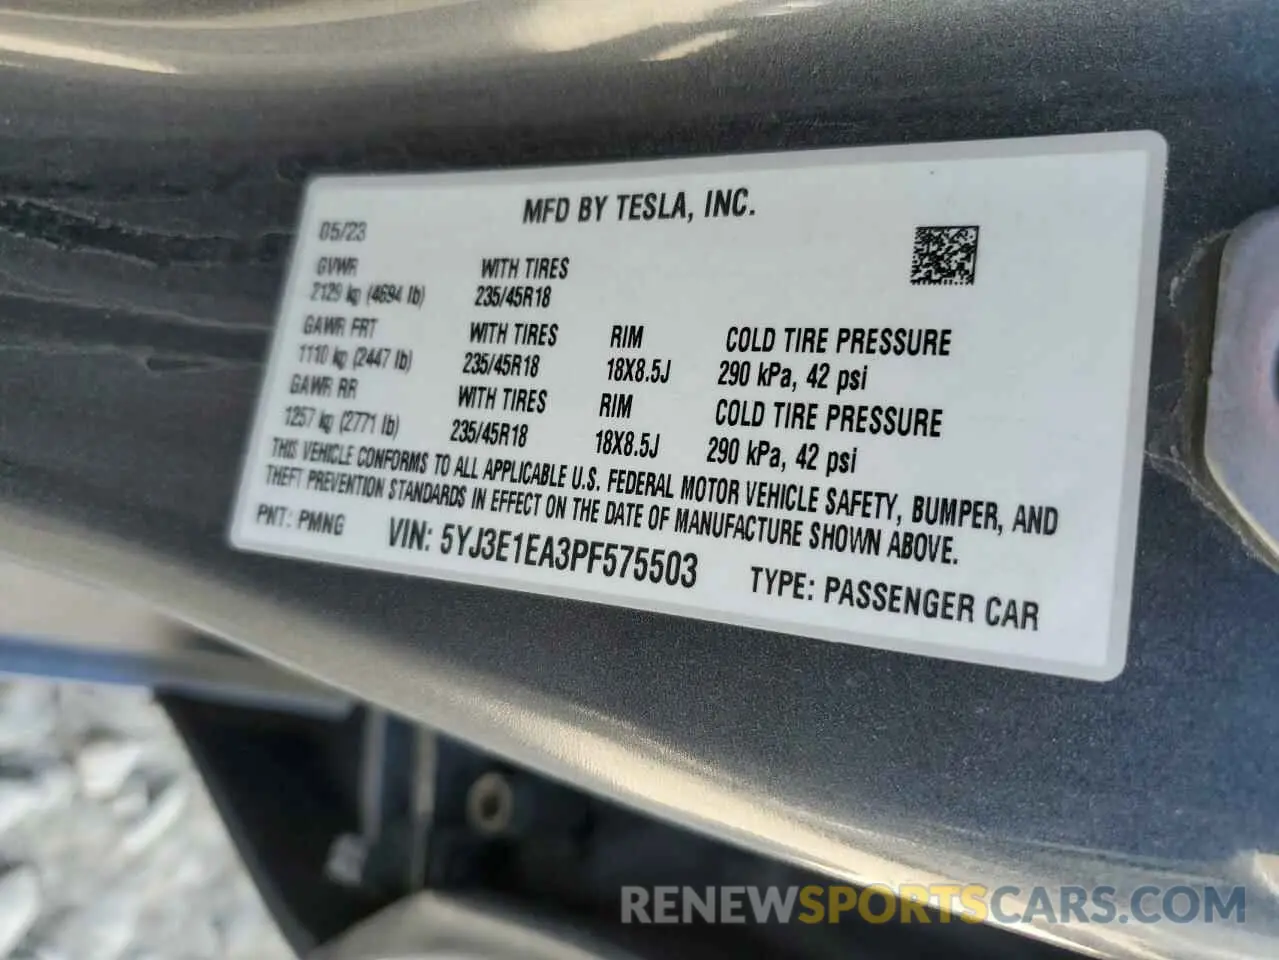 MFD BY TESLA, INC.
05/23
GVWR WITH TIRES
2129 kg (4694 lb) 235/45R18
GAWR FRT WITH TIRES RIM COLD TIRE PRESSURE
1110 kg (2447 lb) 235/45R18 18X8.5J 290 kPa, 42 psi
GAWR RR WITH TIRES RIM COLD TIRE PRESSURE
1257 kg (2771 lb) 235/45R18 18X8.5J 290 kPa, 42 psi
THIS VEHICLE CONFORMS TO ALL APPLICABLE U.S. FEDERAL MOTOR VEHICLE SAFETY, BUMPER, AND
THEFT PREVENTION STANDARDS IN EFFECT ON THE DATE OF MANUFACTURE SHOWN ABOVE.
PNT: PMNG VIN: 5YJ3E1EA3PF575503 TYPE: PASSENGER CAR
RENEWSPORTSCARS.COM